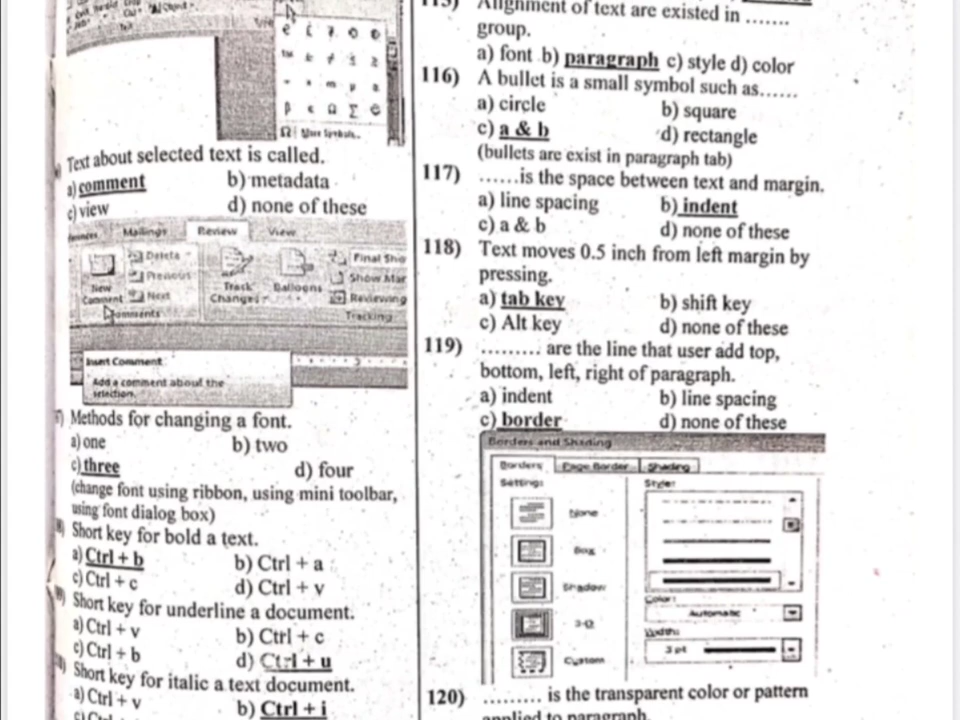 More Symbols...
Text about selected text is called.
a) comment b) metadata
c) view d) none of these
Mailings Review View
Delete
Previous
Next
New Comment
Comments
Track Changes
Balloons
Final Sho
Show Mar
Reviewing
Tracking
Insert Comment
Add a comment about the
selection.
Methods for changing a font.
a) one b) two
c) three d) four
(change font using ribbon, using mini toolbar,
using font dialog box)
Short key for bold a text.
a) Ctrl + b b) Ctrl + a
c) Ctrl + c d) Ctrl + v
Short key for underline a document.
a) Ctrl + v b) Ctrl + c
c) Ctrl + b d) Ctrl + u
Short key for italic a text document.
a) Ctrl + v b) Ctrl + i
115) Alignment of text are existed in .......
group.
a) font b) paragraph c) style d) color
116) A bullet is a small symbol such as......
a) circle b) square
c) a & b d) rectangle
(bullets are exist in paragraph tab)
117) ......is the space between text and margin.
a) line spacing b) indent
c) a & b d) none of these
118) Text moves 0.5 inch from left margin by
pressing.
a) tab key b) shift key
c) Alt key d) none of these
119) ......... are the line that user add top,
bottom, left, right of paragraph.
a) indent b) line spacing
c) border d) none of these
Borders and Shading
Borders Page Border Shading
Setting: Style:
None
Box
Shadow
3-D
Custom
Color:
Automatic
Width:
3 pt
120) ......... is the transparent color or pattern
applied to paragraph.